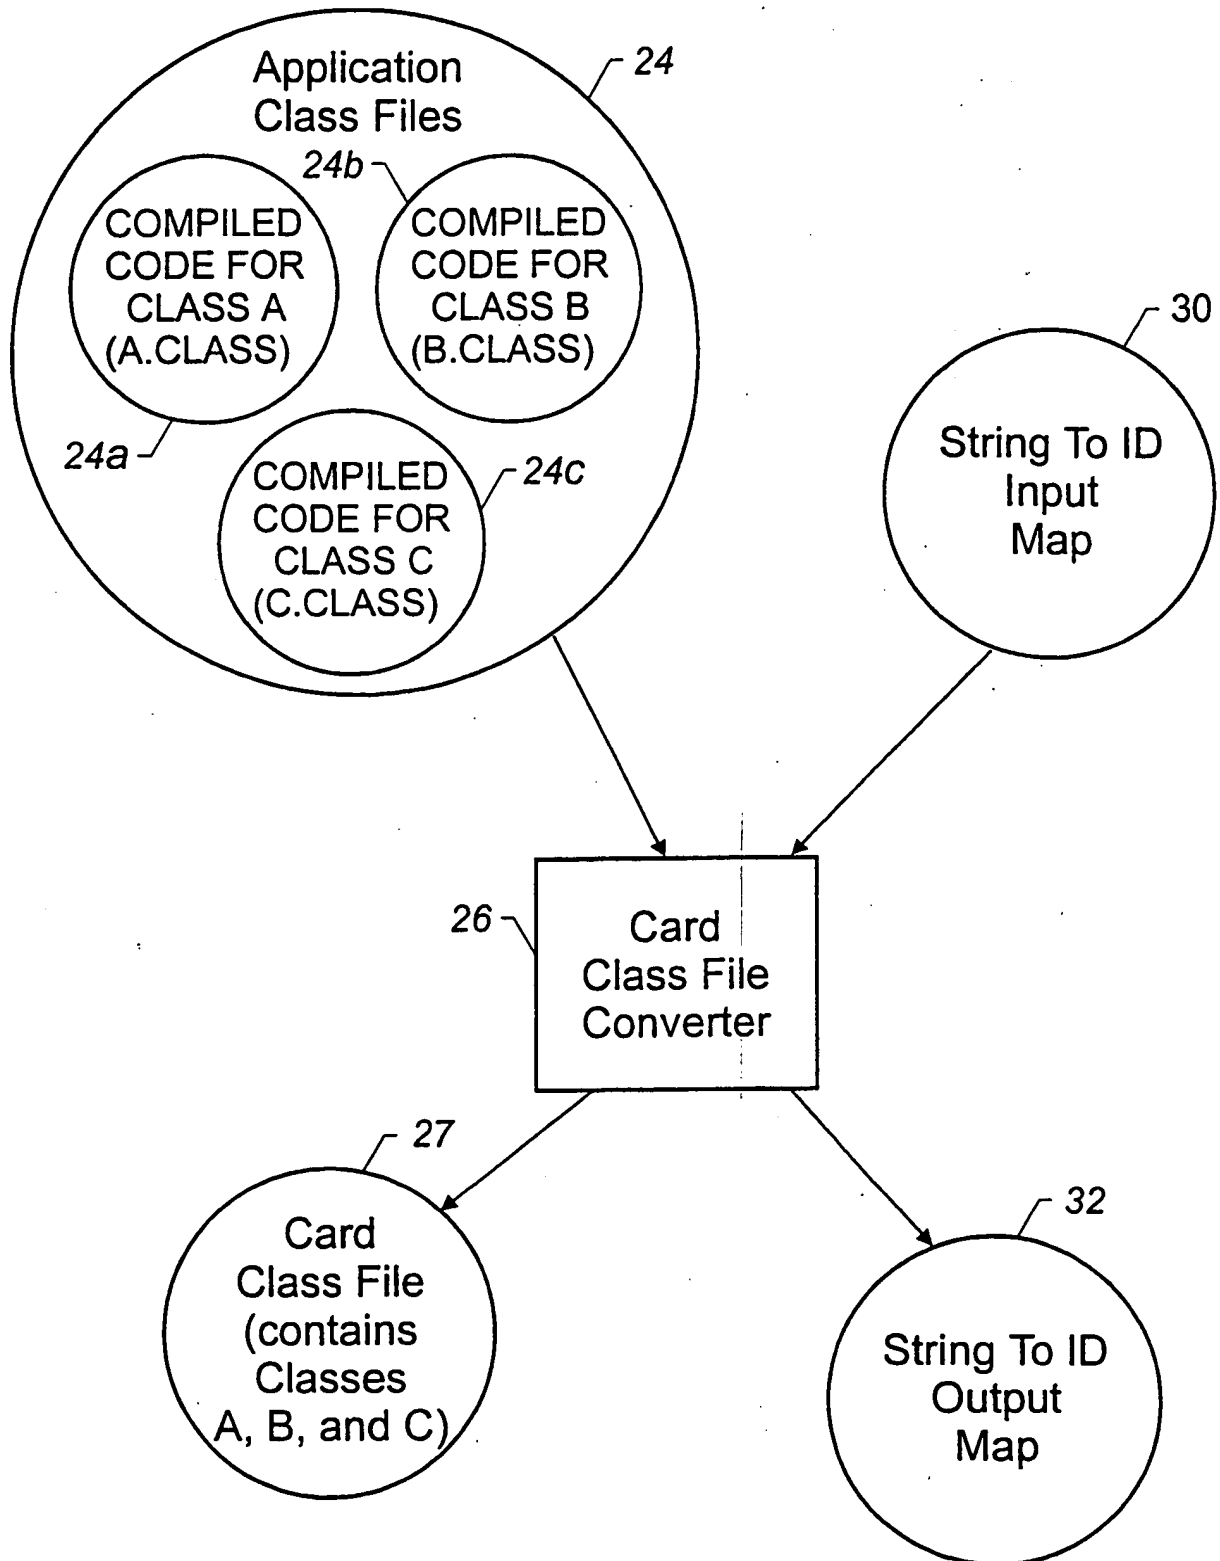 Application
Class Files
24
24b
COMPILED
CODE FOR
CLASS A
(A.CLASS)
COMPILED
CODE FOR
CLASS B
(B.CLASS)
24a
COMPILED
CODE FOR
CLASS C
(C.CLASS)
24c
30
String To ID
Input
Map
26
Card
Class File
Converter
27
Card
Class File
(contains
Classes
A, B, and C)
32
String To ID
Output
Map